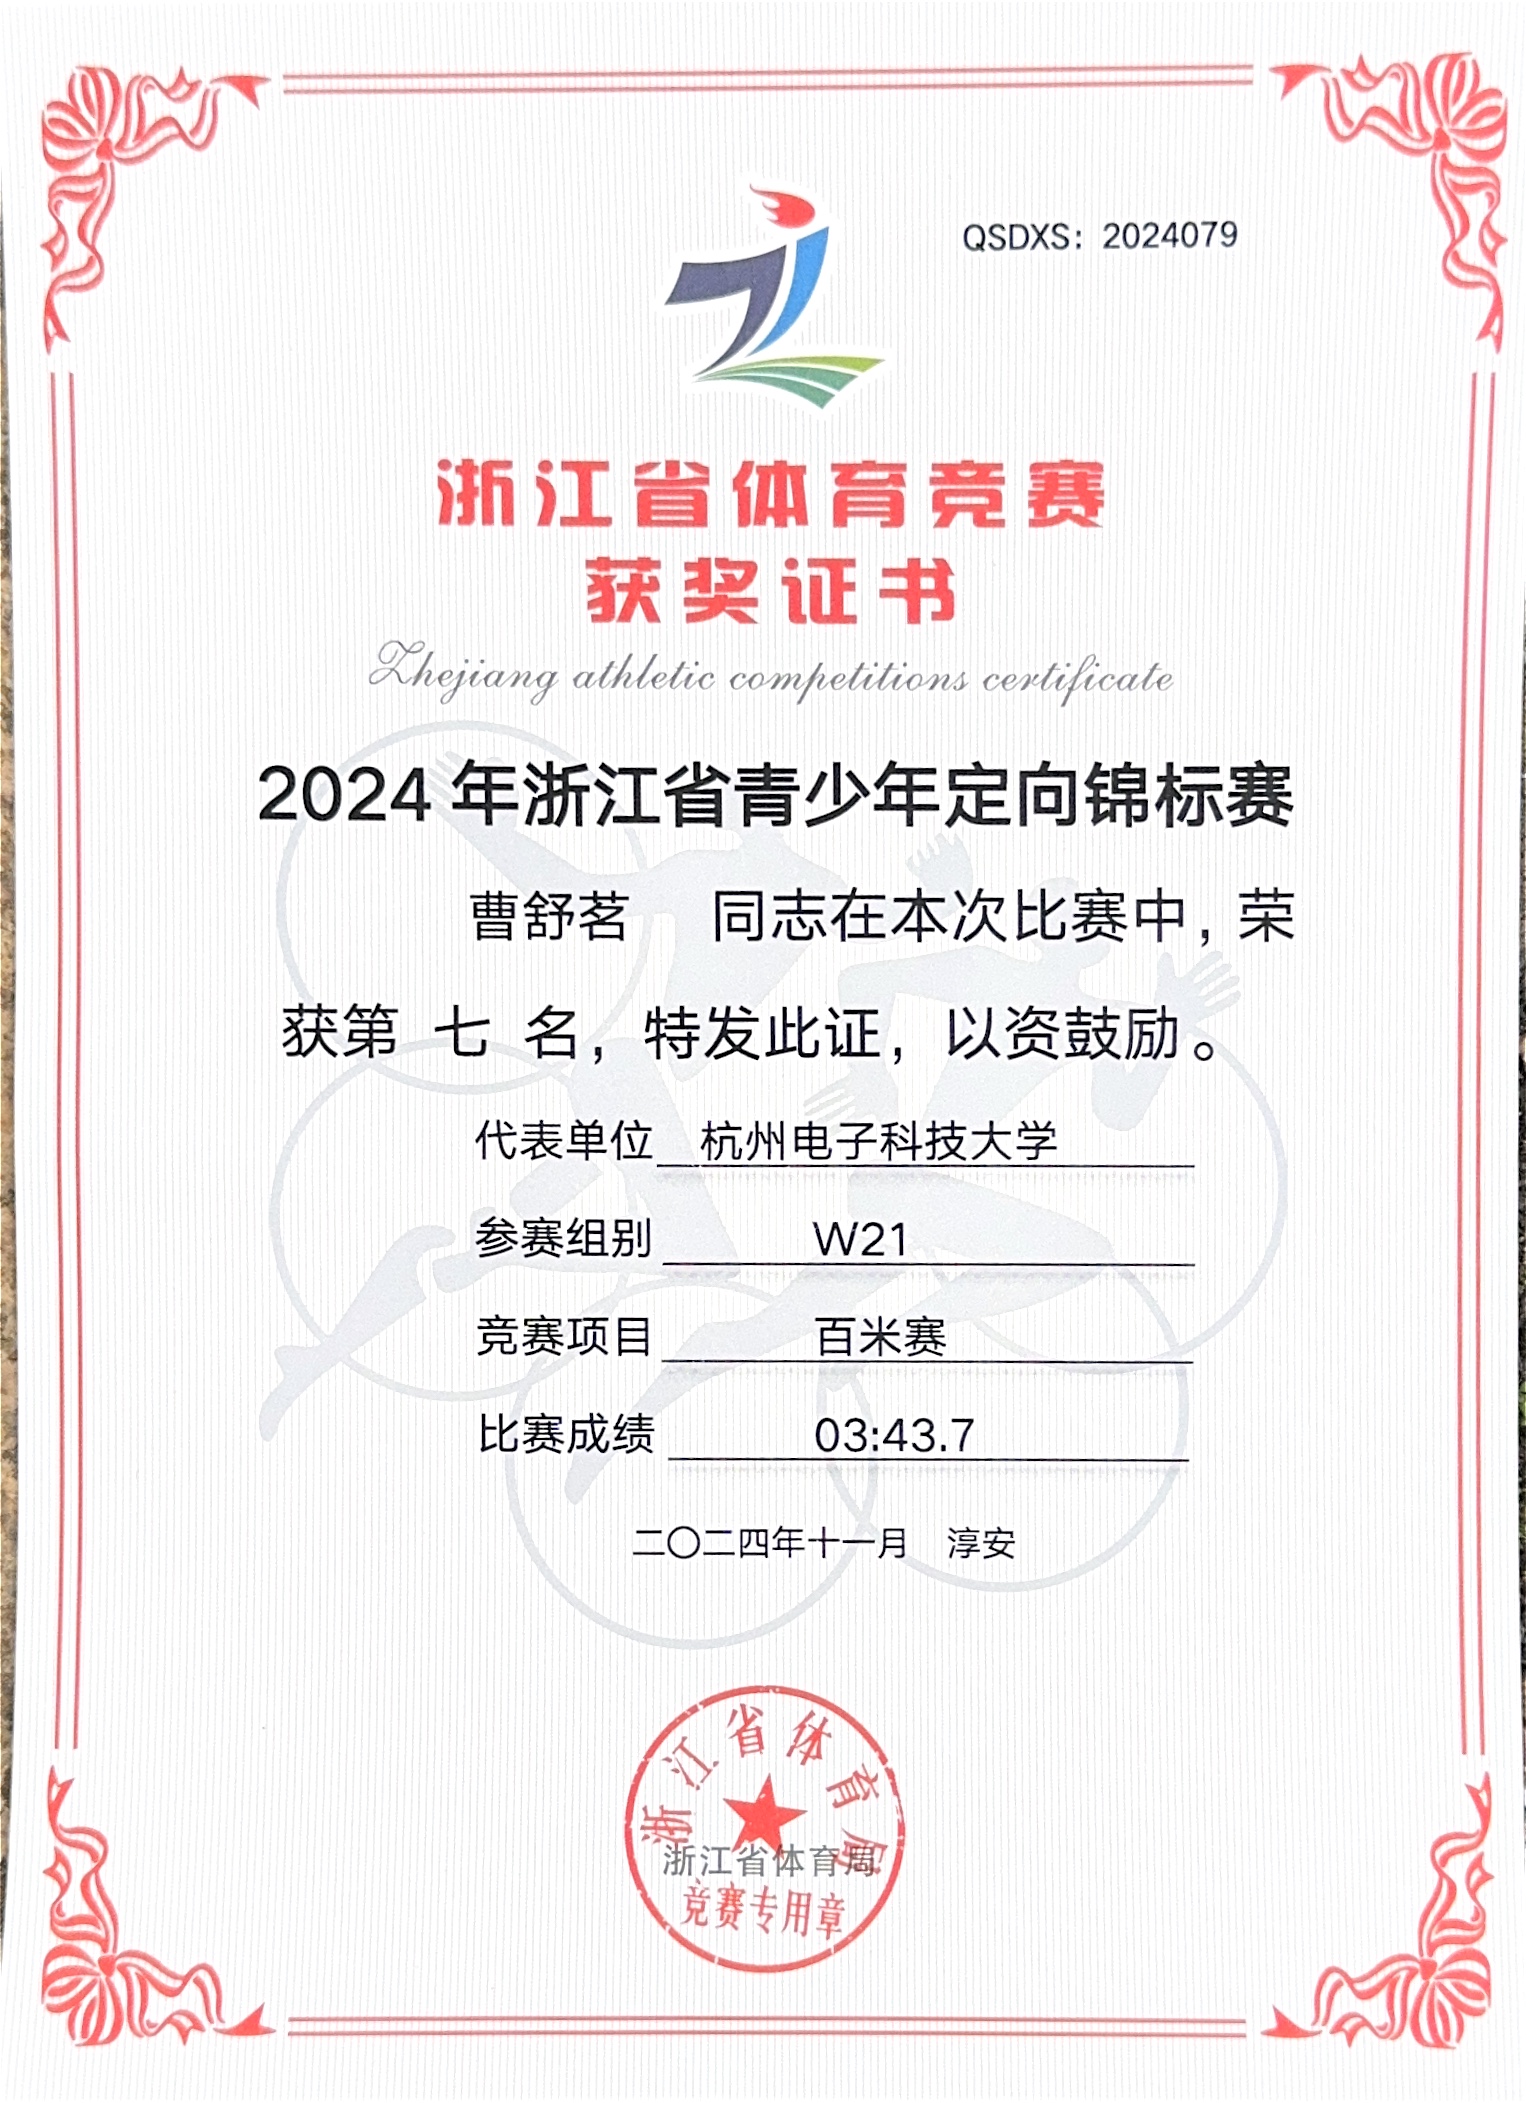 QSDXS：2024079
浙江省体育竞赛
获奖证书
Zhejiang athletic competitions certificate
2024年浙江省青少年定向锦标赛
曹舒茗 同志在本次比赛中，荣
获第 七 名，特发此证，以资鼓励。
代表单位 杭州电子科技大学
参赛组别 W21
竞赛项目 百米赛
比赛成绩 03:43.7
二〇二四年十一月 淳安
浙江省体育局
浙江省体育局
竞赛专用章